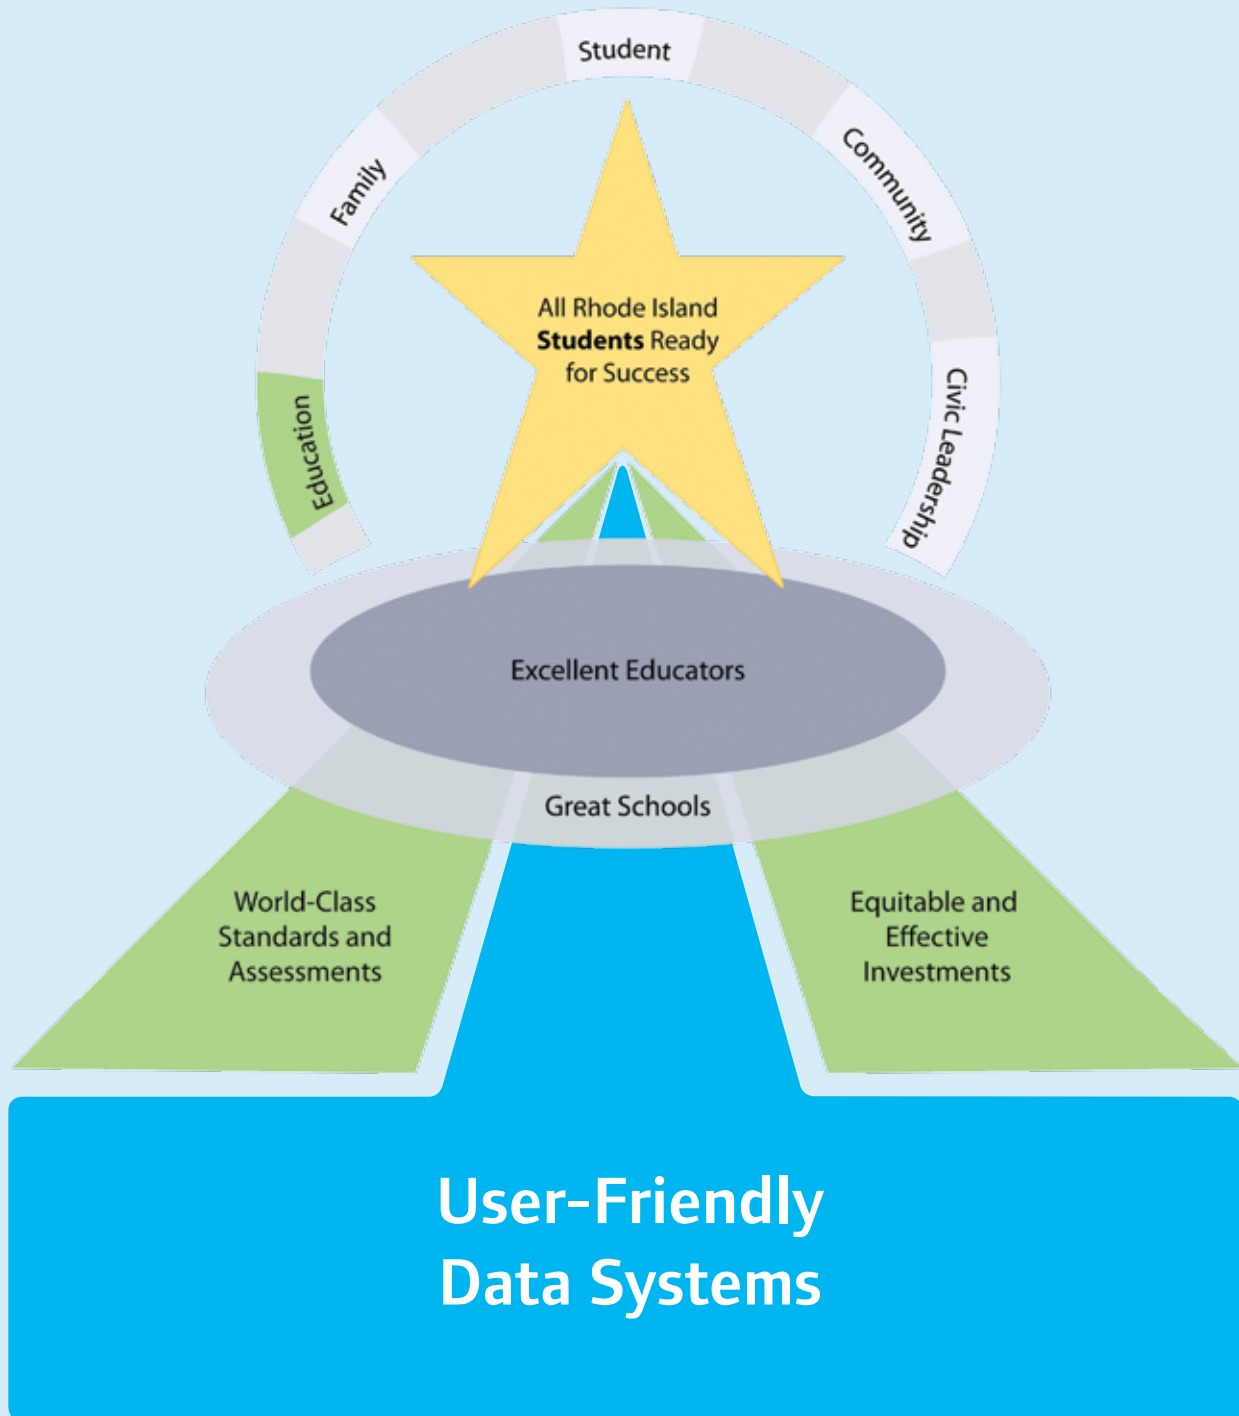 Student
Family
Community
All Rhode Island
Students Ready
for Success
Education
Civic Leadership
Excellent Educators
Great Schools
World-Class
Standards and
Assessments
Equitable and
Effective
Investments
User-Friendly
Data Systems